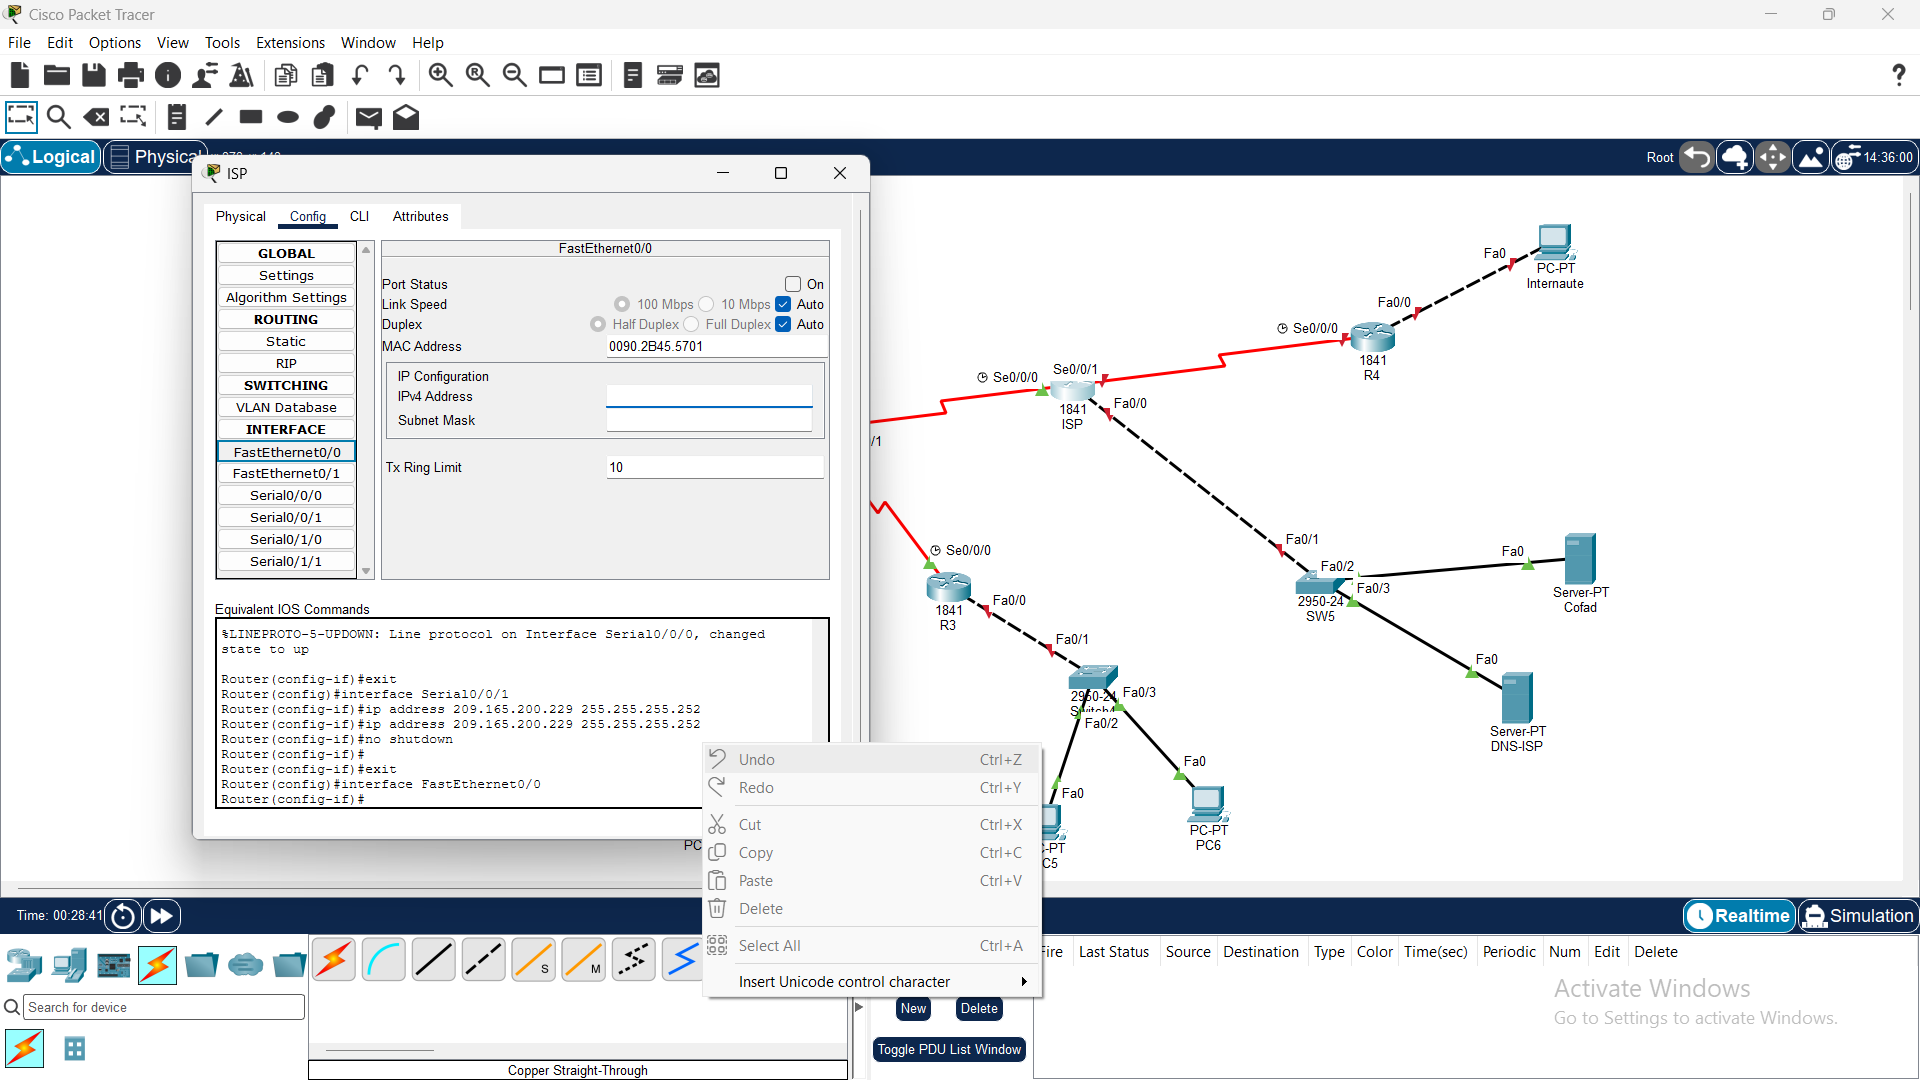 Cisco Packet Tracer
File Edit Options View Tools Extensions Window Help
Logical
Physical
Root
14:36:00
ISP
Physical Config CLI Attributes
GLOBAL
Settings
Algorithm Settings
ROUTING
Static
RIP
SWITCHING
VLAN Database
INTERFACE
FastEthernet0/0
FastEthernet0/1
Serial0/0/0
Serial0/0/1
Serial0/1/0
Serial0/1/1
FastEthernet0/0
Port Status On
Link Speed 100 Mbps 10 Mbps Auto
Duplex Half Duplex Full Duplex Auto
MAC Address 0090.2B45.5701
IP Configuration
IPv4 Address
Subnet Mask
Tx Ring Limit 10
Equivalent IOS Commands
%LINEPROTO-5-UPDOWN: Line protocol on Interface Serial0/0/0, changed
state to up
Router(config-if)#exit
Router(config)#interface Serial0/0/1
Router(config-if)#ip address 209.165.200.229 255.255.255.252
Router(config-if)#ip address 209.165.200.229 255.255.255.252
Router(config-if)#no shutdown
Router(config-if)#
Router(config-if)#exit
Router(config)#interface FastEthernet0/0
Router(config-if)#
Undo Ctrl+Z
Redo Ctrl+Y
Cut Ctrl+X
Copy Ctrl+C
Paste Ctrl+V
Delete
Select All Ctrl+A
Insert Unicode control character
Fa0
PC-PT
Internaute
Fa0/0
Se0/0/0
1841
R4
Se0/0/1
Se0/0/0
Fa0/0
1841
ISP
/1
Se0/0/0
Fa0/0
1841
R3
Fa0/1
Fa0/2
Fa0/3
2950-24
SW5
Fa0
Server-PT
Cofad
Fa0
Server-PT
DNS-ISP
Fa0/1
2950-24
Switch4
Fa0/3
Fa0/2
Fa0
PC-PT
PC6
Fa0
-PT
C5
PC
Time: 00:28:41
Realtime
Simulation
Search for device
S
M
Copper Straight-Through
New
Delete
Toggle PDU List Window
Fire Last Status Source Destination Type Color Time(sec) Periodic Num Edit Delete
Activate Windows
Go to Settings to activate Windows.